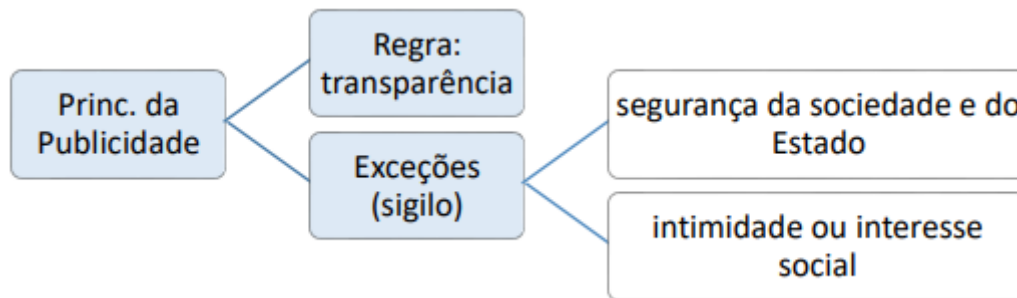 Princ. da
Publicidade
Regra:
transparência
Exceções
(sigilo)
segurança da sociedade e do
Estado
intimidade ou interesse
social